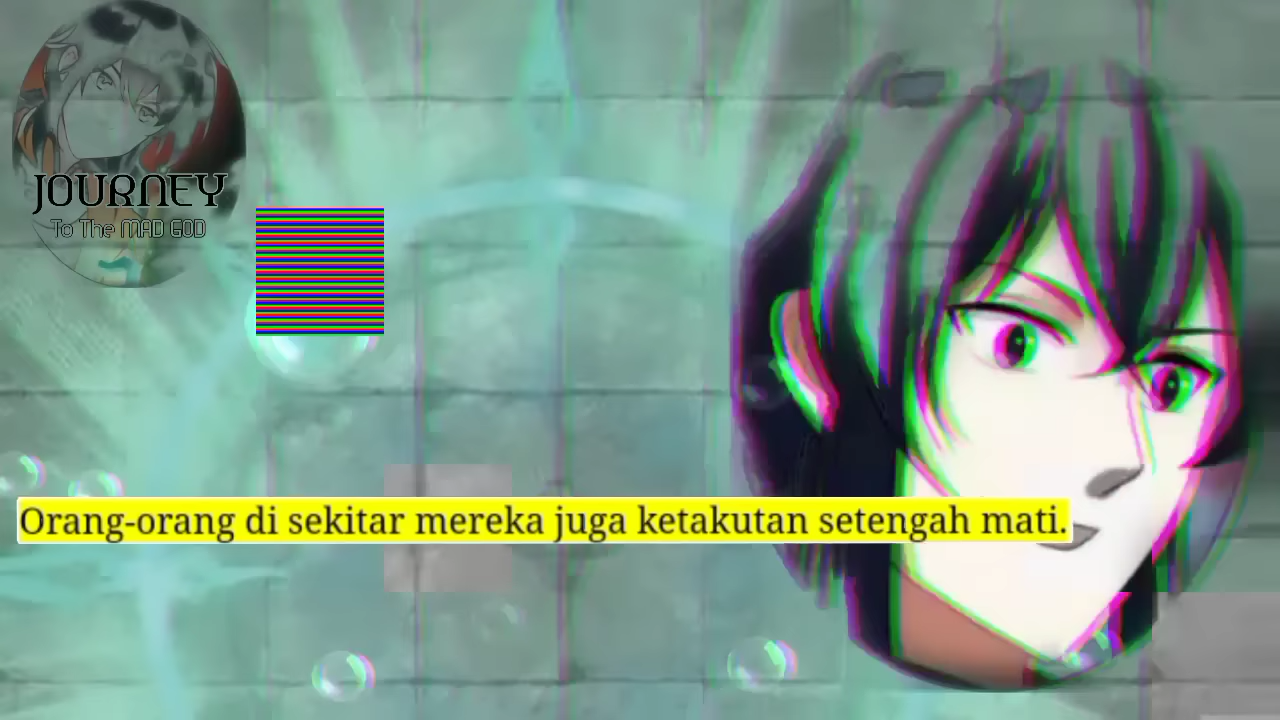 JOURNEY
To The MAD GOD
Orang-orang di sekitar mereka juga ketakutan setengah mati.